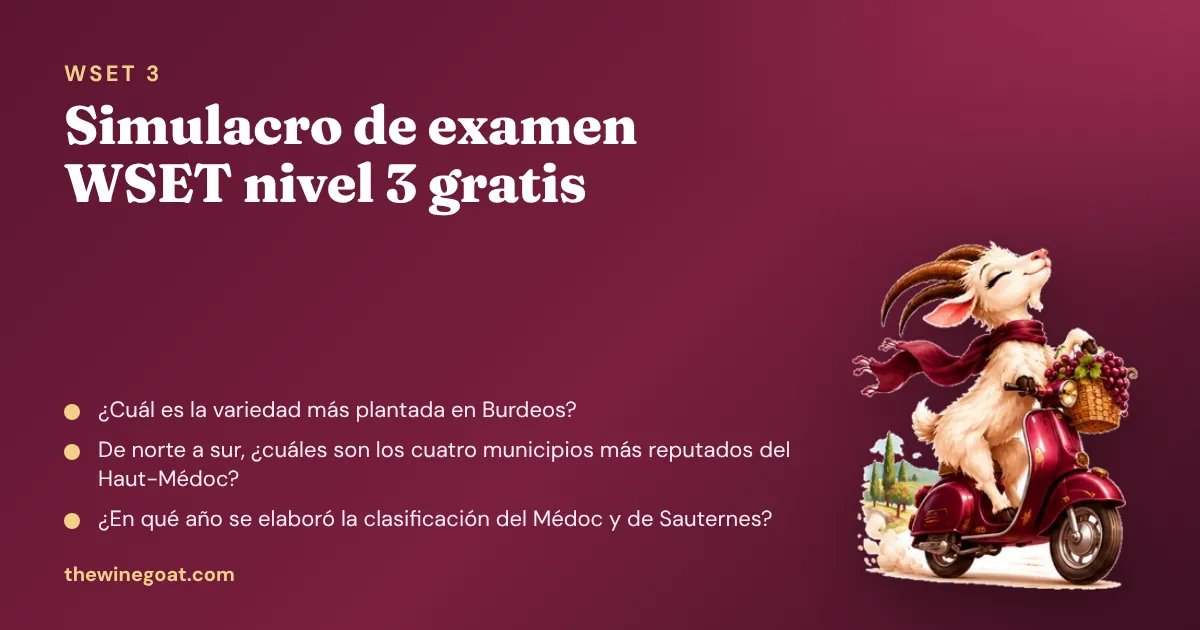 WSET 3
Simulacro de examen
WSET nivel 3 gratis
¿Cuál es la variedad más plantada en Burdeos?
De norte a sur, ¿cuáles son los cuatro municipios más reputados del
Haut-Médoc?
¿En qué año se elaboró la clasificación del Médoc y de Sauternes?
thewinegoat.com